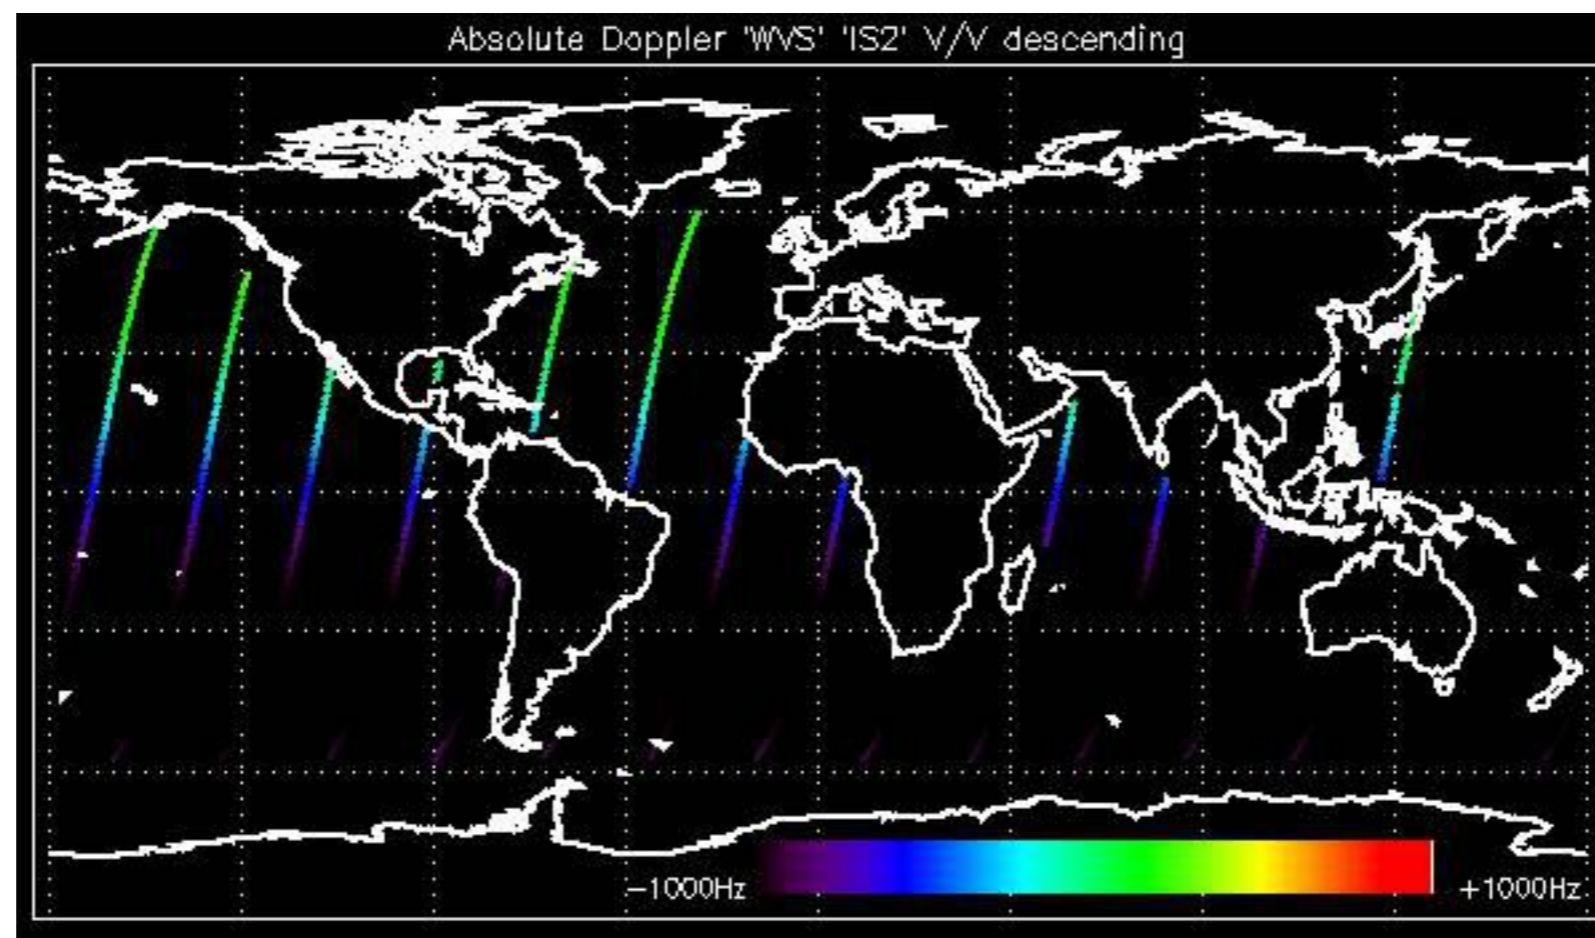 Absolute Doppler 'WVS' 'IS2' V/V descending
−1000Hz
+1000Hz